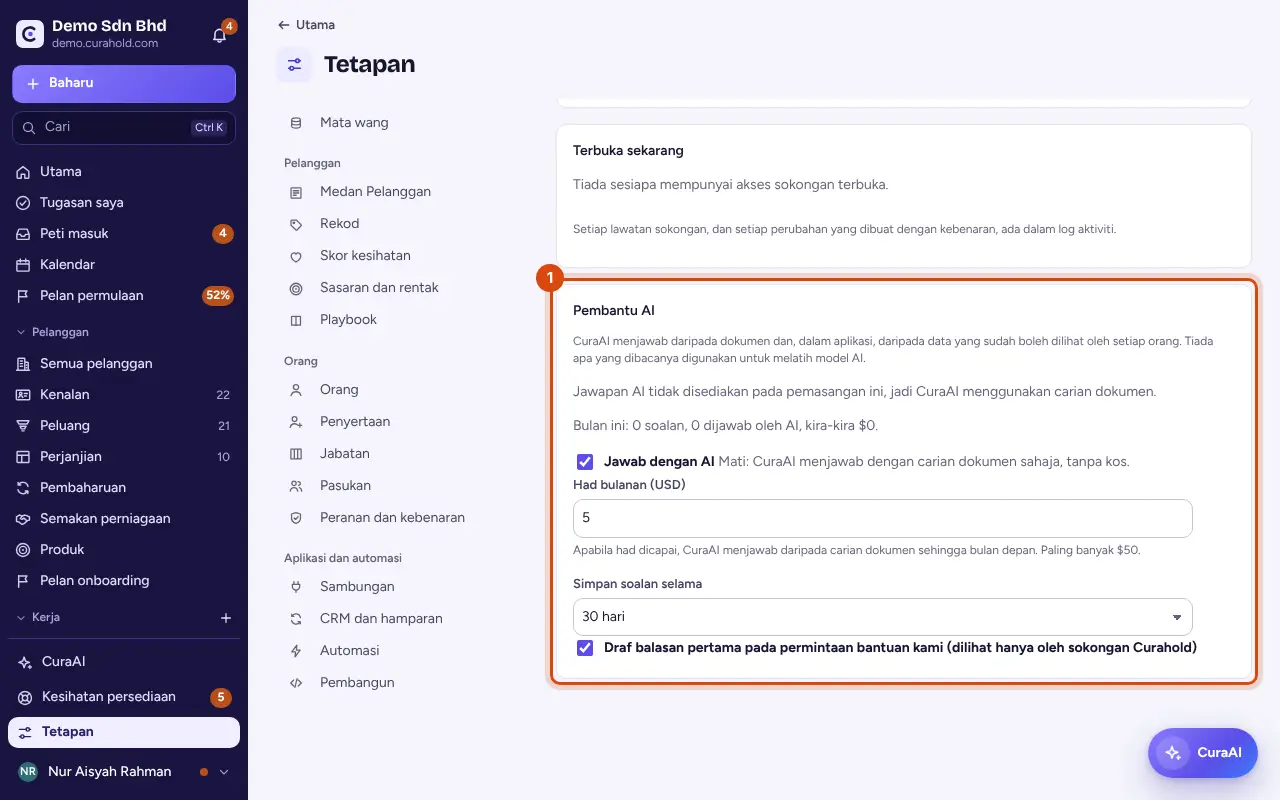 Demo Sdn Bhd
demo.curahold.com
4
Baharu
Cari
Ctrl K
Utama
Tugasan saya
Peti masuk
4
Kalendar
Pelan permulaan
52%
Pelanggan
Semua pelanggan
Kenalan
22
Peluang
21
Perjanjian
10
Pembaharuan
Semakan perniagaan
Produk
Pelan onboarding
Kerja
CuraAI
Kesihatan persediaan
5
Tetapan
NR
Nur Aisyah Rahman
Utama
Tetapan
Mata wang
Pelanggan
Medan Pelanggan
Rekod
Skor kesihatan
Sasaran dan rentak
Playbook
Orang
Orang
Penyertaan
Jabatan
Pasukan
Peranan dan kebenaran
Aplikasi dan automasi
Sambungan
CRM dan hamparan
Automasi
Pembangun
Terbuka sekarang
Tiada sesiapa mempunyai akses sokongan terbuka.
Setiap lawatan sokongan, dan setiap perubahan yang dibuat dengan kebenaran, ada dalam log aktiviti.
1
Pembantu AI
CuraAI menjawab daripada dokumen dan, dalam aplikasi, daripada data yang sudah boleh dilihat oleh setiap orang. Tiada
apa yang dibacanya digunakan untuk melatih model AI.
Jawapan AI tidak disediakan pada pemasangan ini, jadi CuraAI menggunakan carian dokumen.
Bulan ini: 0 soalan, 0 dijawab oleh AI, kira-kira $0.
Jawab dengan AI Mati: CuraAI menjawab dengan carian dokumen sahaja, tanpa kos.
Had bulanan (USD)
5
Apabila had dicapai, CuraAI menjawab daripada carian dokumen sehingga bulan depan. Paling banyak $50.
Simpan soalan selama
30 hari
Draf balasan pertama pada permintaan bantuan kami (dilihat hanya oleh sokongan Curahold)
CuraAI